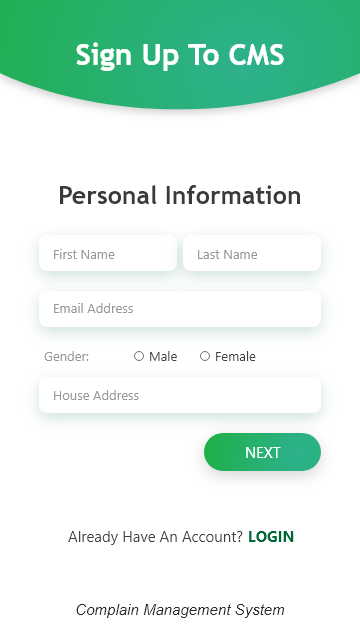 Sign Up To CMS
Personal Information
First Name Last Name
Email Address
Gender: Male Female
House Address
NEXT
Already Have An Account? LOGIN
Complain Management System